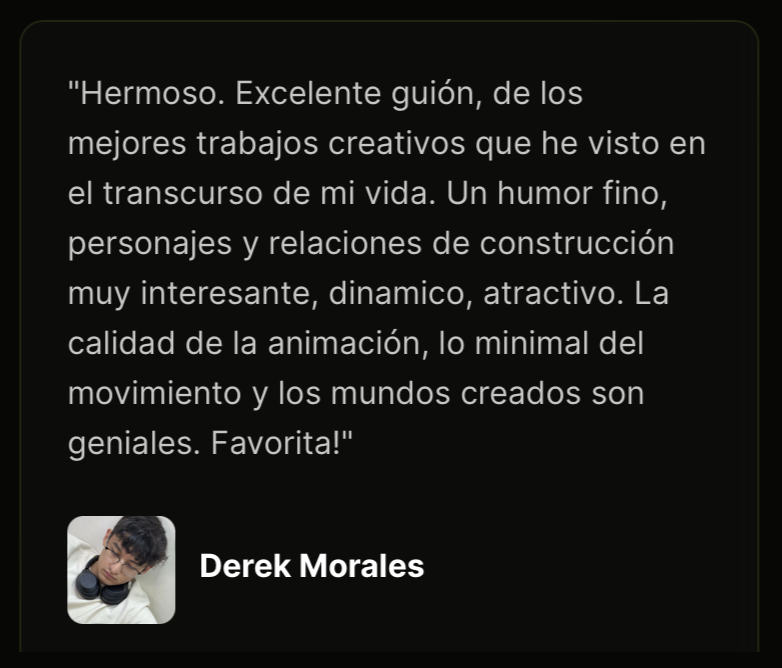 "Hermoso. Excelente guión, de los
mejores trabajos creativos que he visto en
el transcurso de mi vida. Un humor fino,
personajes y relaciones de construcción
muy interesante, dinamico, atractivo. La
calidad de la animación, lo minimal del
movimiento y los mundos creados son
geniales. Favorita!"
Derek Morales